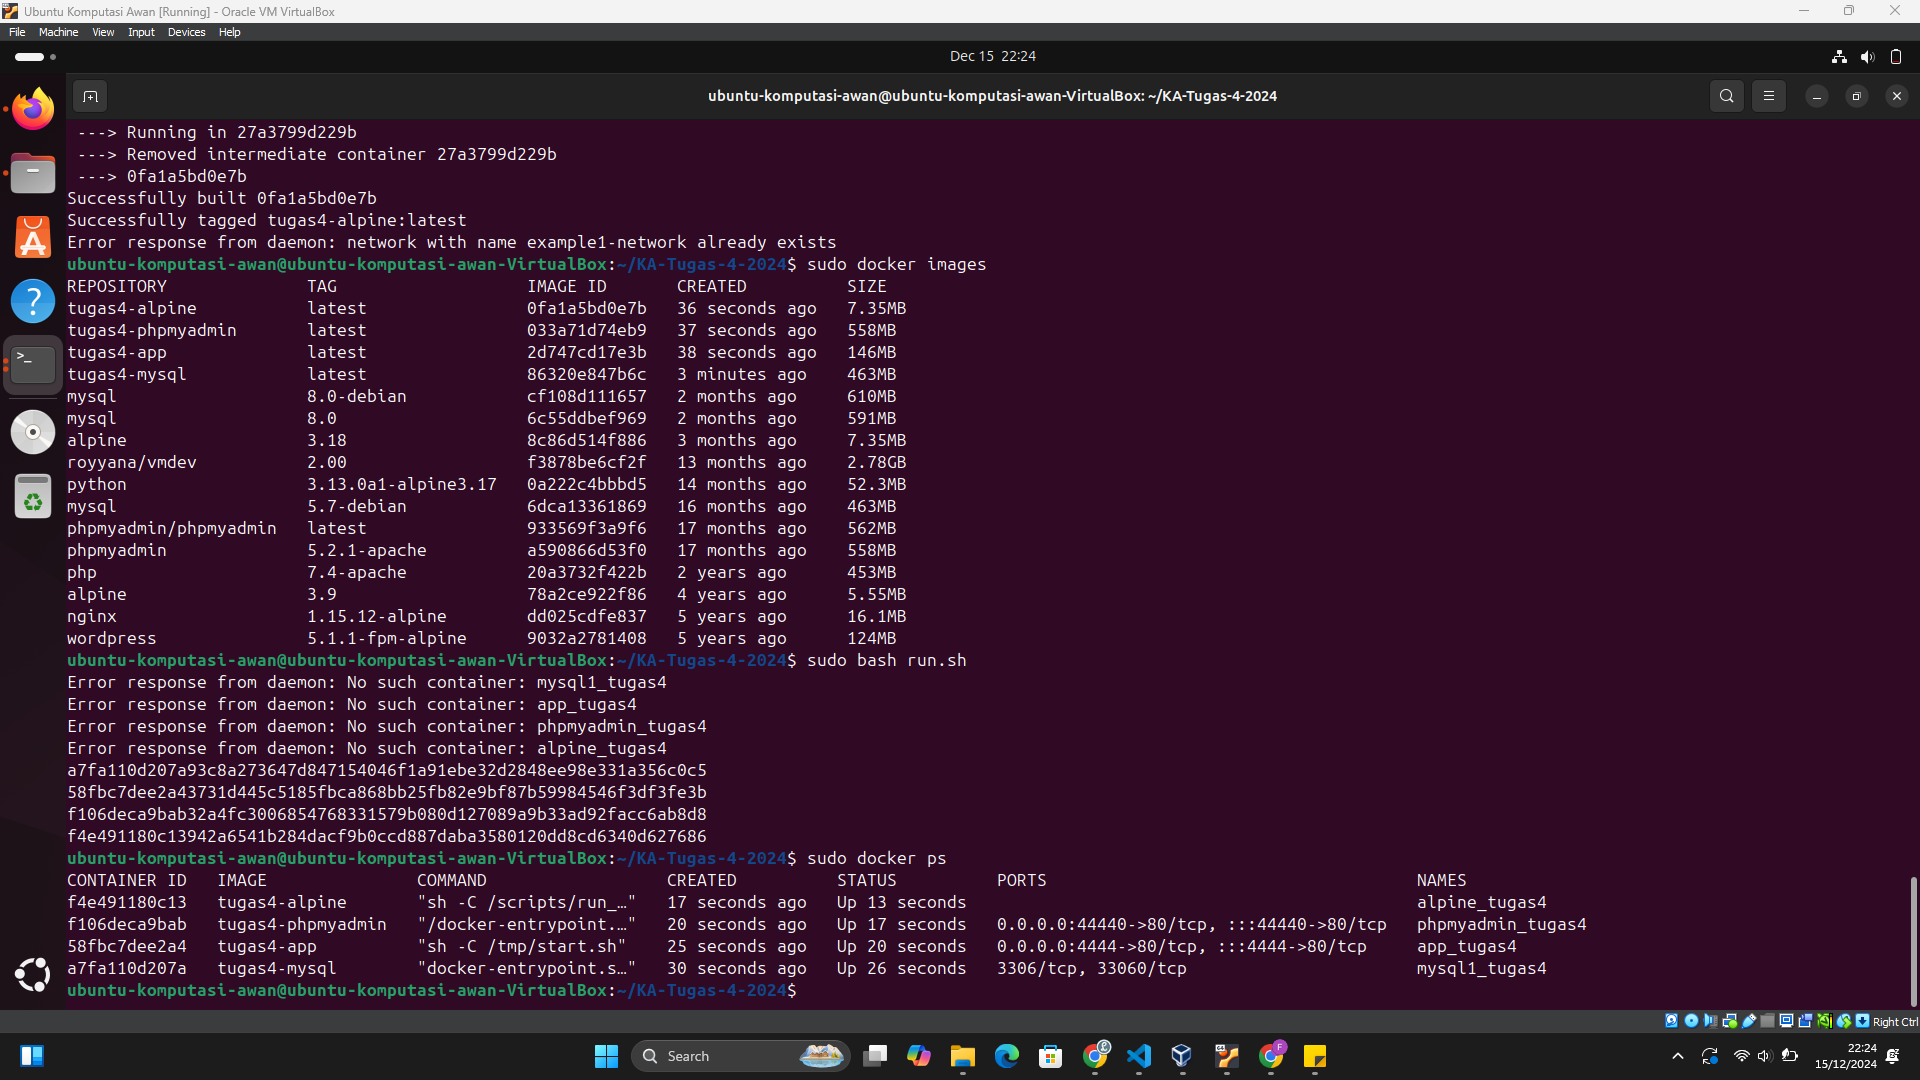 Ubuntu Komputasi Awan [Running] - Oracle VM VirtualBox
File Machine View Input Devices Help
Dec 15 22:24
ubuntu-komputasi-awan@ubuntu-komputasi-awan-VirtualBox: ~/KA-Tugas-4-2024
---> Running in 27a3799d229b
---> Removed intermediate container 27a3799d229b
---> 0fa1a5bd0e7b
Successfully built 0fa1a5bd0e7b
Successfully tagged tugas4-alpine:latest
Error response from daemon: network with name example1-network already exists
ubuntu-komputasi-awan@ubuntu-komputasi-awan-VirtualBox:~/KA-Tugas-4-2024$ sudo docker images
REPOSITORY TAG IMAGE ID CREATED SIZE
tugas4-alpine latest 0fa1a5bd0e7b 36 seconds ago 7.35MB
tugas4-phpmyadmin latest 033a71d74eb9 37 seconds ago 558MB
tugas4-app latest 2d747cd17e3b 38 seconds ago 146MB
tugas4-mysql latest 86320e847b6c 3 minutes ago 463MB
mysql 8.0-debian cf108d111657 2 months ago 610MB
mysql 8.0 6c55ddbef969 2 months ago 591MB
alpine 3.18 8c86d514f886 3 months ago 7.35MB
royyana/vmdev 2.00 f3878be6cf2f 13 months ago 2.78GB
python 3.13.0a1-alpine3.17 0a222c4bbbd5 14 months ago 52.3MB
mysql 5.7-debian 6dca13361869 16 months ago 463MB
phpmyadmin/phpmyadmin latest 933569f3a9f6 17 months ago 562MB
phpmyadmin 5.2.1-apache a590866d53f0 17 months ago 558MB
php 7.4-apache 20a3732f422b 2 years ago 453MB
alpine 3.9 78a2ce922f86 4 years ago 5.55MB
nginx 1.15.12-alpine dd025cdfe837 5 years ago 16.1MB
wordpress 5.1.1-fpm-alpine 9032a2781408 5 years ago 124MB
ubuntu-komputasi-awan@ubuntu-komputasi-awan-VirtualBox:~/KA-Tugas-4-2024$ sudo bash run.sh
Error response from daemon: No such container: mysql1_tugas4
Error response from daemon: No such container: app_tugas4
Error response from daemon: No such container: phpmyadmin_tugas4
Error response from daemon: No such container: alpine_tugas4
a7fa110d207a93c8a273647d847154046f1a91ebe32d2848ee98e331a356c0c5
58fbc7dee2a43731d445c5185fbca868bb25fb82e9bf87b59984546f3df3fe3b
f106deca9bab32a4fc3006854768331579b080d127089a9b33ad92facc6ab8d8
f4e491180c13942a6541b284dacf9b0ccd887daba3580120dd8cd6340d627686
ubuntu-komputasi-awan@ubuntu-komputasi-awan-VirtualBox:~/KA-Tugas-4-2024$ sudo docker ps
CONTAINER ID IMAGE COMMAND CREATED STATUS PORTS NAMES
f4e491180c13 tugas4-alpine "sh -C /scripts/run_…" 17 seconds ago Up 13 seconds alpine_tugas4
f106deca9bab tugas4-phpmyadmin "/docker-entrypoint.…" 20 seconds ago Up 17 seconds 0.0.0.0:44440->80/tcp, :::44440->80/tcp phpmyadmin_tugas4
58fbc7dee2a4 tugas4-app "sh -C /tmp/start.sh" 25 seconds ago Up 20 seconds 0.0.0.0:4444->80/tcp, :::4444->80/tcp app_tugas4
a7fa110d207a tugas4-mysql "docker-entrypoint.s…" 30 seconds ago Up 26 seconds 3306/tcp, 33060/tcp mysql1_tugas4
ubuntu-komputasi-awan@ubuntu-komputasi-awan-VirtualBox:~/KA-Tugas-4-2024$
Right Ctrl
Search
22:24
15/12/2024